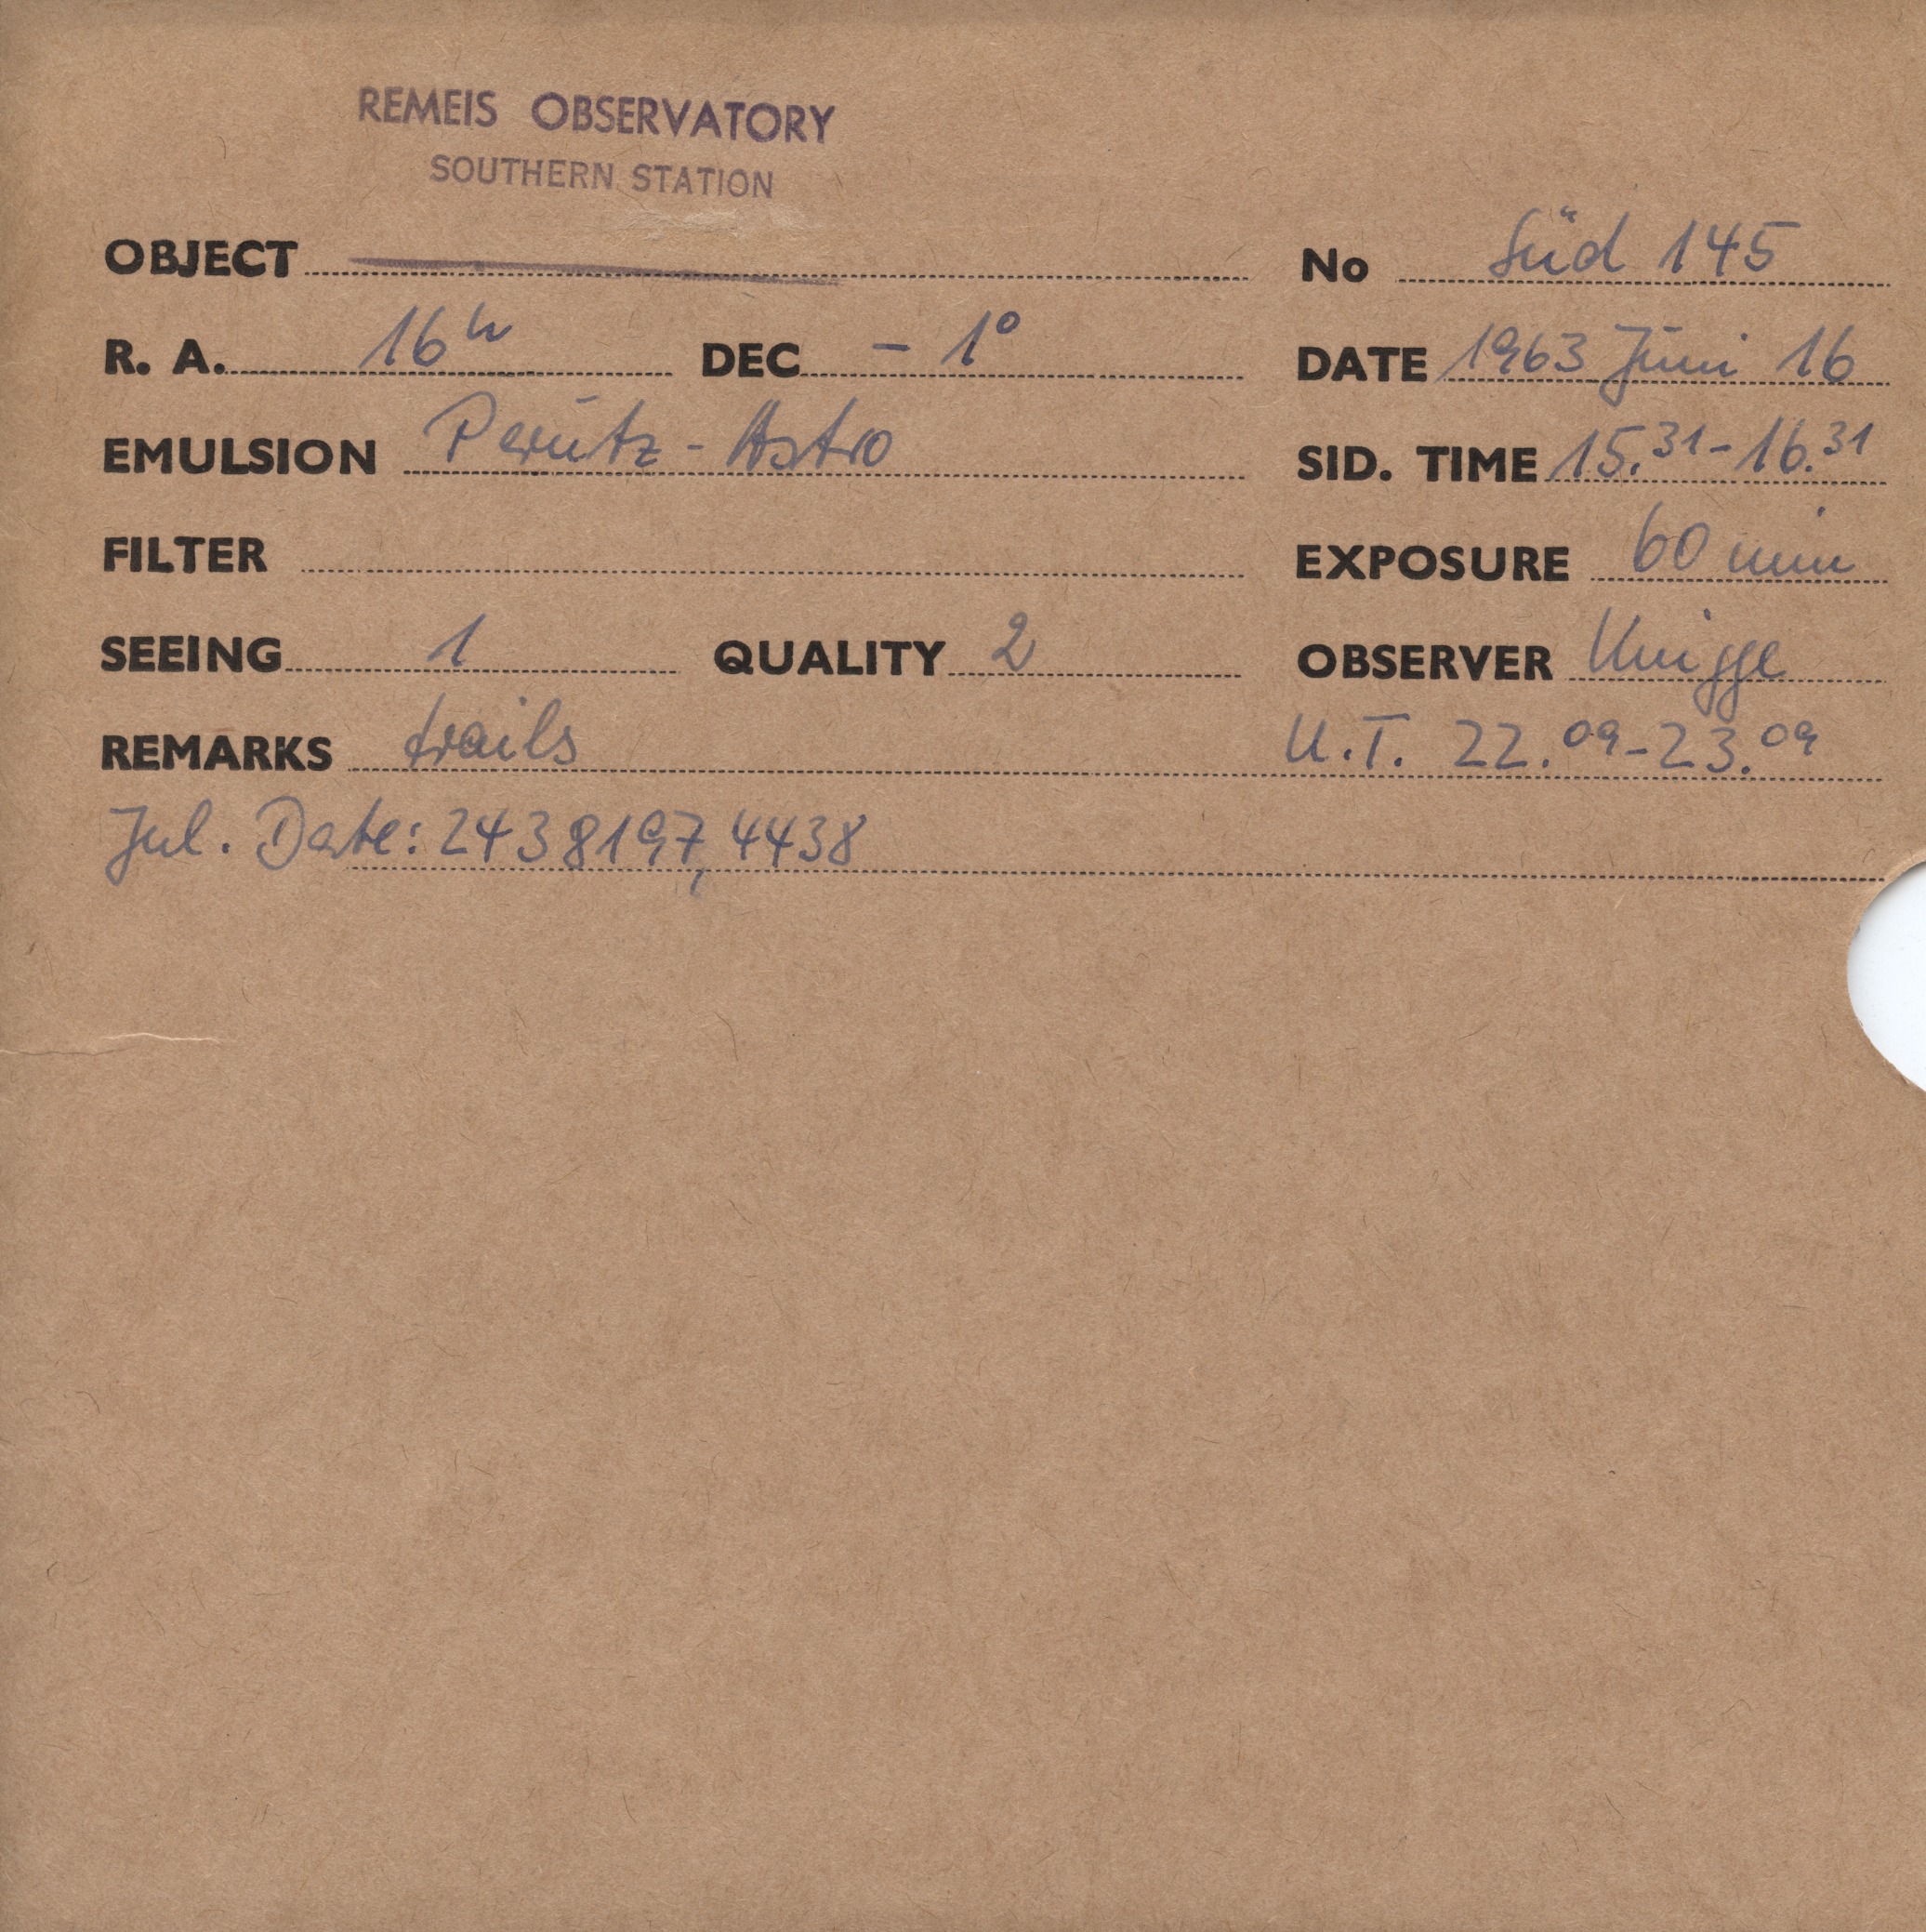 REMEIS OBSERVATORY
SOUTHERN STATION
OBJECT No Süd 145
R. A. 16h DEC - 1° DATE 1963 Juni 16
EMULSION Perutz - Astro SID. TIME 15.31 - 16.31
FILTER EXPOSURE 60 min
SEEING 1 QUALITY 2 OBSERVER Knigge
REMARKS trails U.T. 22.09 - 23.09
Jul. Date: 2438197,4438